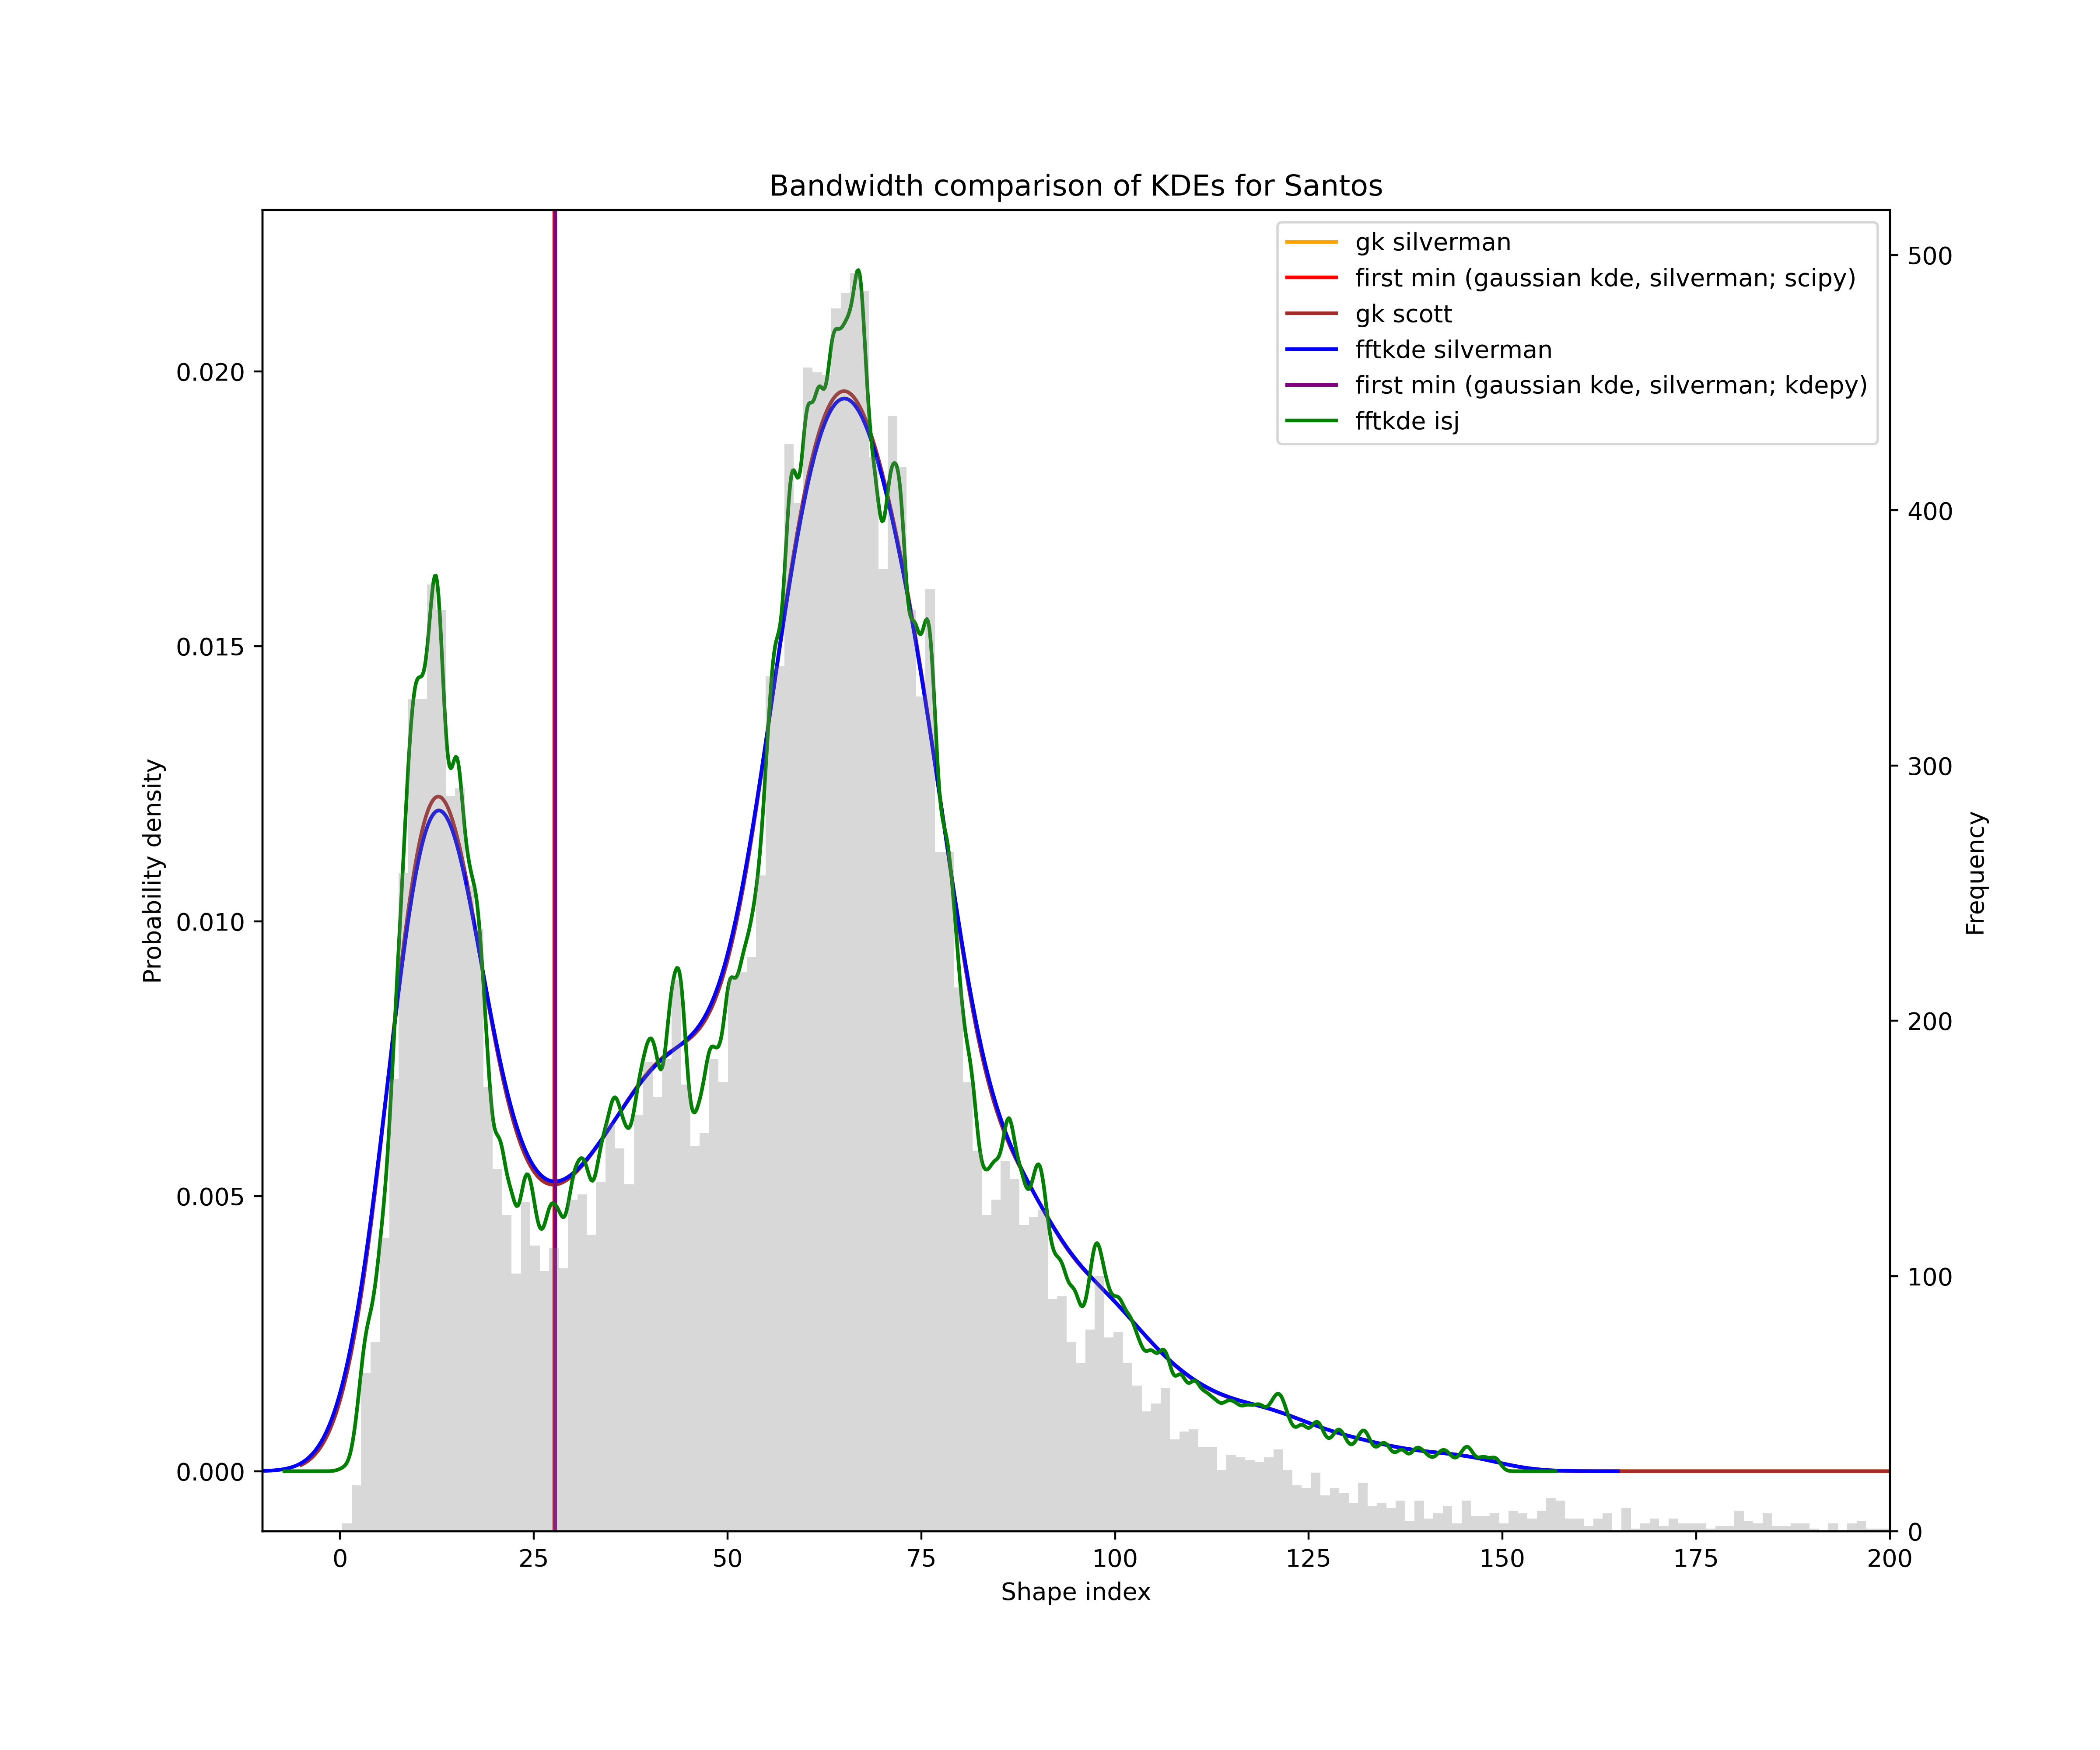 Bandwidth comparison of KDEs for Santos
gk silverman
first min (gaussian kde, silverman; scipy)
gk scott
fftkde silverman
first min (gaussian kde, silverman; kdepy)
fftkde isj
Probability density
0.020
0.015
0.010
0.005
0.000
500
400
300
200
100
0
Frequency
0 25 50 75 100 125 150 175 200
Shape index